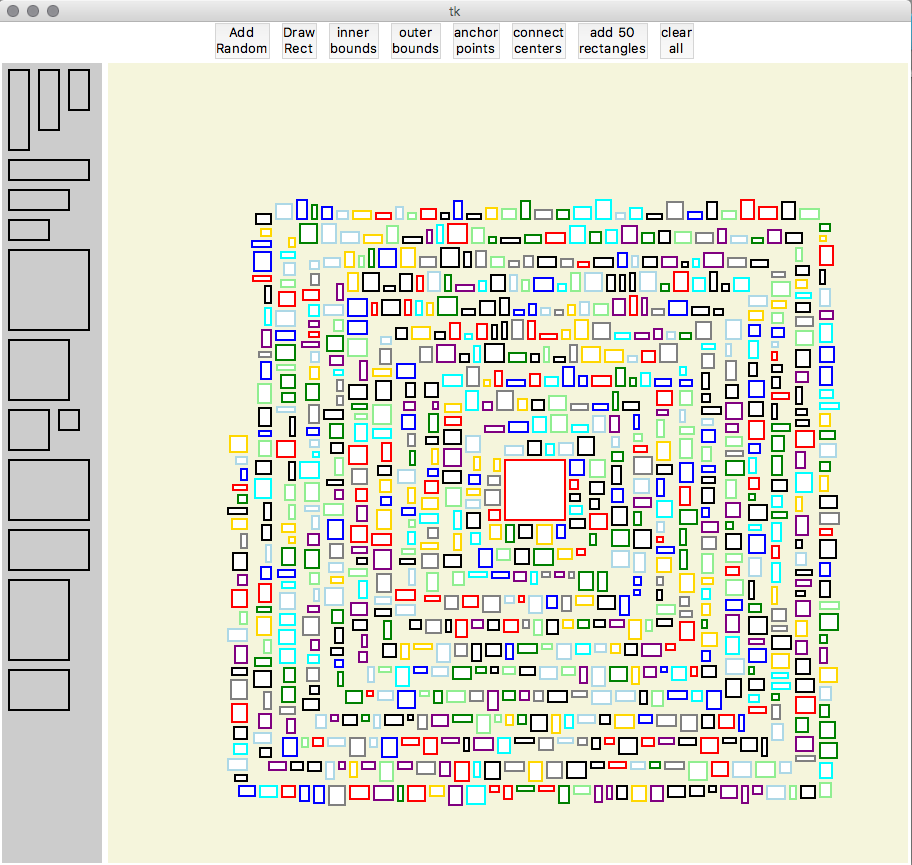 tk
Add Draw inner outer anchor connect add 50 clear
Random Rect bounds bounds points centers rectangles all